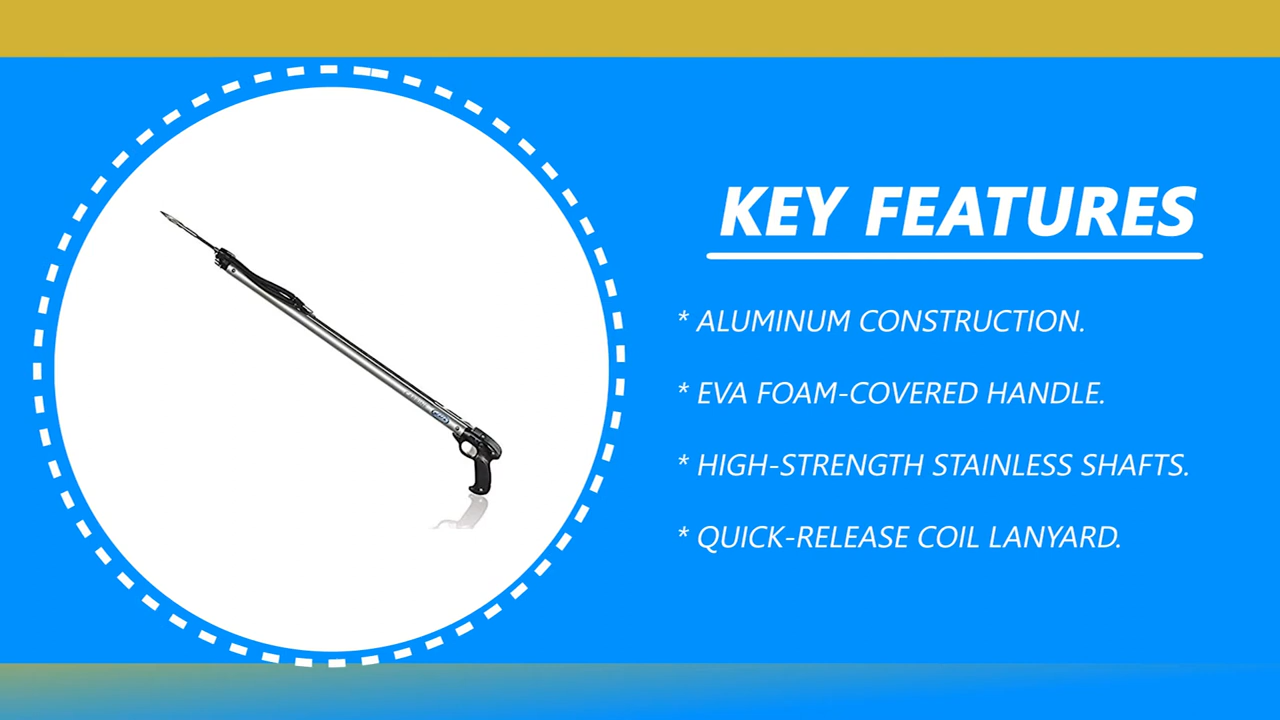 KEY FEATURES
* ALUMINUM CONSTRUCTION.
* EVA FOAM-COVERED HANDLE.
* HIGH-STRENGTH STAINLESS SHAFTS.
* QUICK-RELEASE COIL LANYARD.